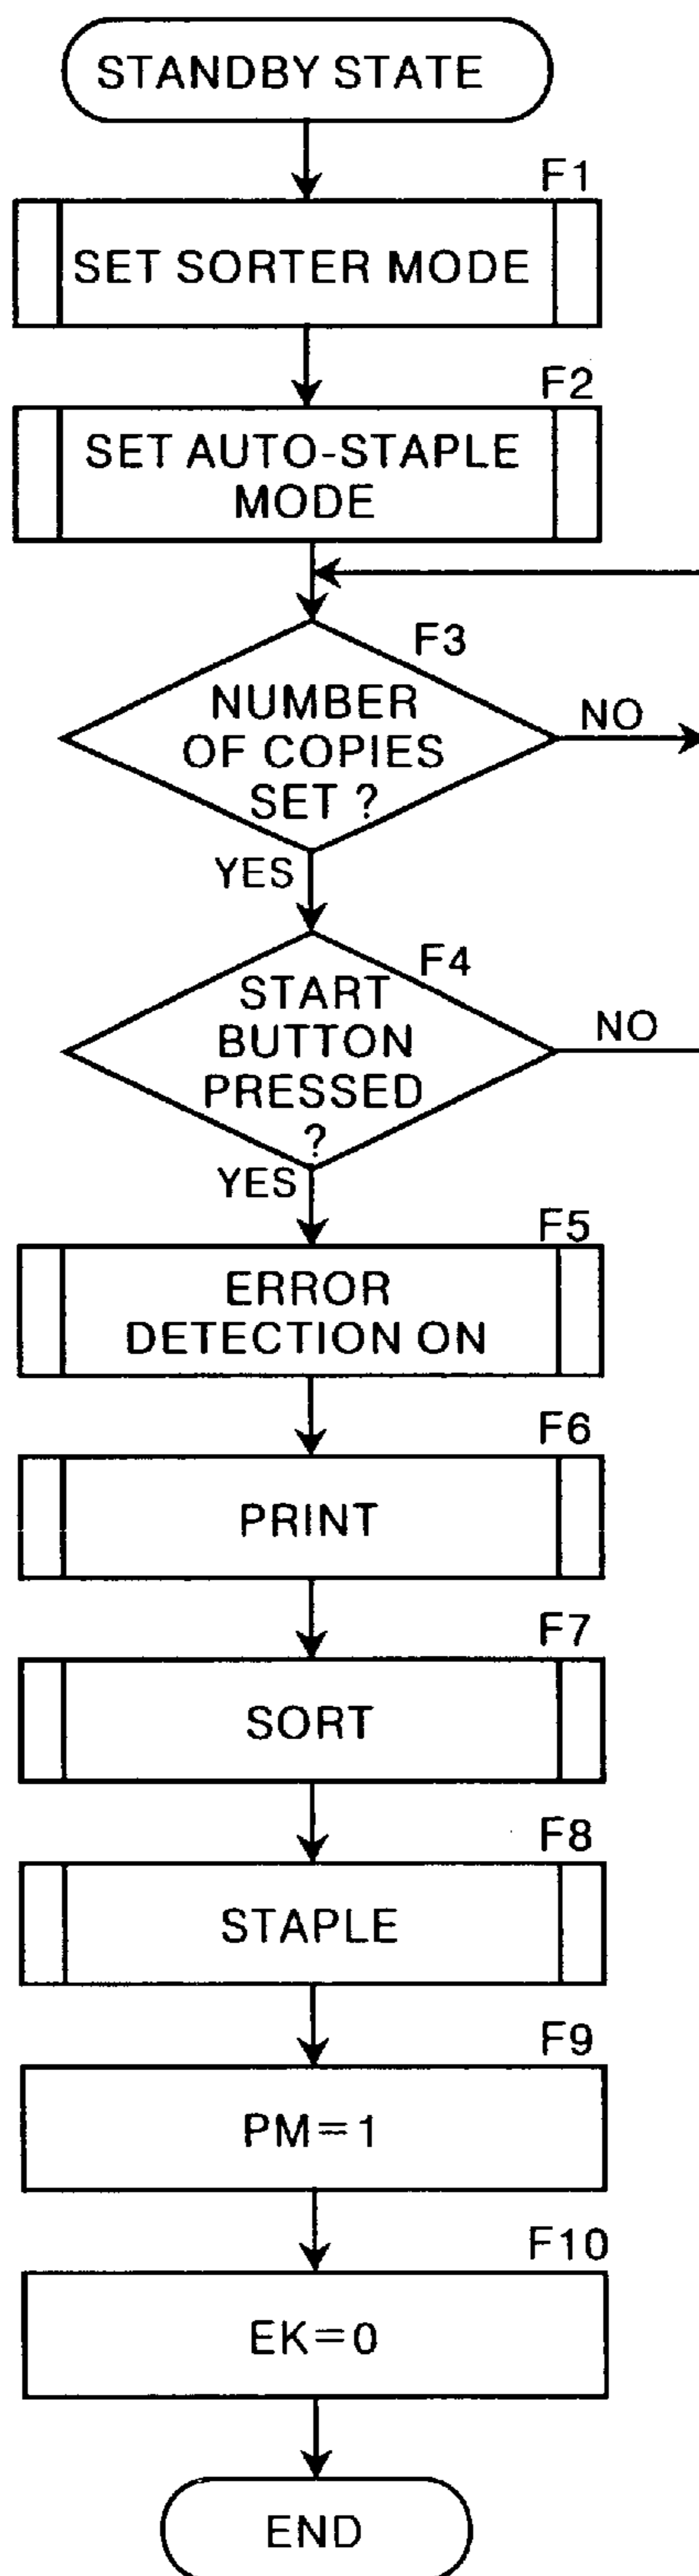 STANDBY STATE
F1
SET SORTER MODE
F2
SET AUTO-STAPLE
MODE
F3
NUMBER
OF COPIES
SET ?
NO
YES
F4
START
BUTTON
PRESSED
?
NO
YES
F5
ERROR
DETECTION ON
F6
PRINT
F7
SORT
F8
STAPLE
F9
PM=1
F10
EK=0
END